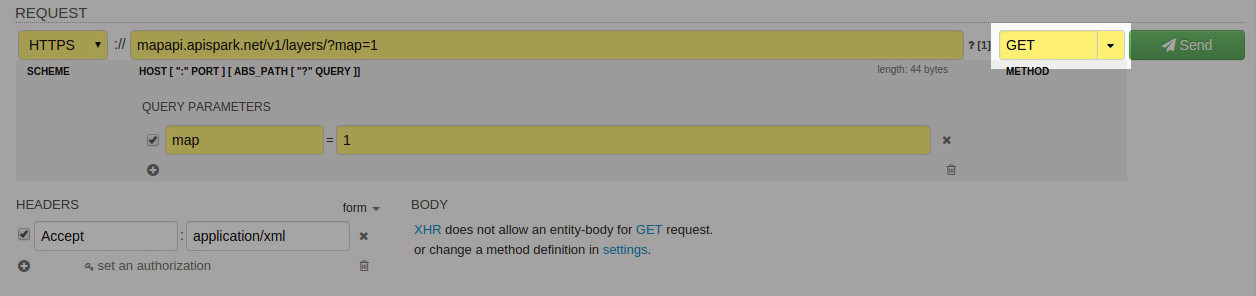 REQUEST
HTTPS :// mapapi.apispark.net/v1/layers/?map=1 ? [1] GET Send
SCHEME HOST [ ":" PORT ] [ ABS_PATH [ "?" QUERY ]] length: 44 bytes METHOD
QUERY PARAMETERS
map = 1
HEADERS form BODY
Accept : application/xml XHR does not allow an entity-body for GET request.
or change a method definition in settings.
set an authorization